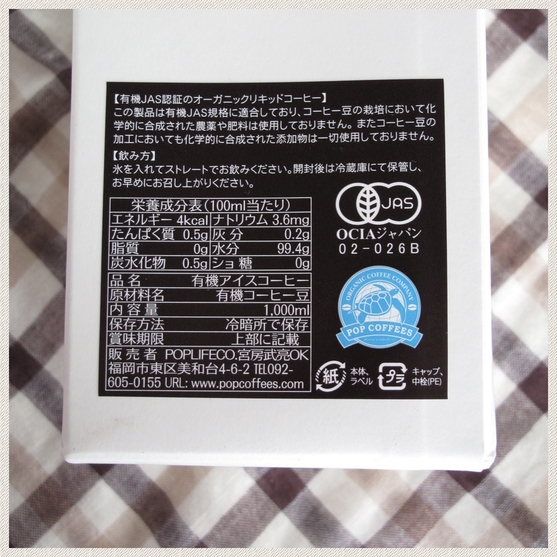 【有機JAS認証のオーガニックリキッドコーヒー】
この製品は有機JAS規格に適合しており、コーヒー豆の栽培において化
学的に合成された農薬や肥料は使用しておりません。またコーヒー豆の
加工においても化学的に合成された添加物は一切使用しておりません。
【飲み方】
氷を入れてストレートでお飲みください。開封後は冷蔵庫にて保管し、
お早めにお召し上がりください。
栄養成分表(100ml当たり)
エネルギー 4kcal ナトリウム 3.6mg
たんぱく質 0.5g 灰分 0.2g
脂質 0g 水分 99.4g
炭水化物 0.5g ショ糖 0g
品名 有機アイスコーヒー
原材料名 有機コーヒー豆
内容量 1,000ml
保存方法 冷暗所で保存
賞味期限 上部に記載
販売者 POPLIFECO.宮房武亮OK
福岡市東区美和台4-6-2 TEL092-
605-0155 URL: www.popcoffees.com
JAS
OCIAジャパン
02-026B
ORGANIC COFFEE COMPANY
POP COFFEES
紙
本体、
ラベル
プラ
キャップ、
中栓(PE)